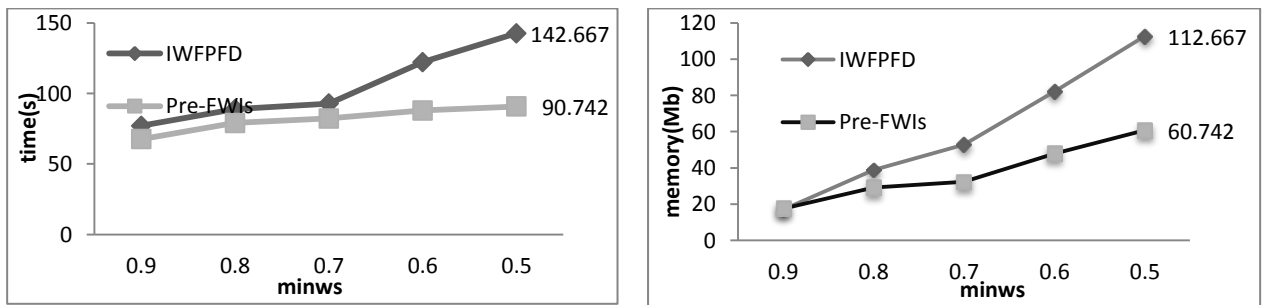 150
100
50
0
time(s)
IWFPFD
Pre-FWIs
142.667
90.742
0.9 0.8 0.7 0.6 0.5
minws
120
100
80
60
40
20
0
memory(Mb)
IWFPFD
Pre-FWIs
112.667
60.742
0.9 0.8 0.7 0.6 0.5
minws